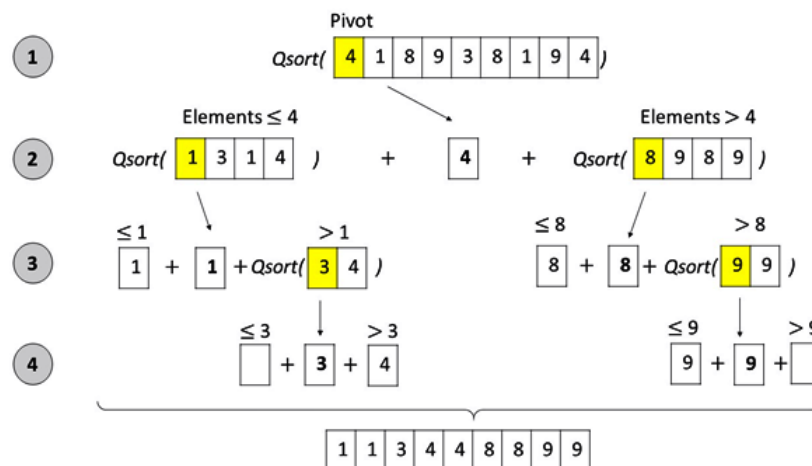 Pivot
1 Qsort( 4 1 8 9 3 8 1 9 4 )
Elements ≤ 4 Elements > 4
2 Qsort( 1 3 1 4 ) + 4 + Qsort( 8 9 8 9 )
≤ 1 > 1 ≤ 8 > 8
3 1 + 1 + Qsort( 3 4 ) 8 + 8 + Qsort( 9 9 )
≤ 3 > 3 ≤ 9 > 9
4 + 3 + 4 9 + 9 +
1 1 3 4 4 8 8 9 9